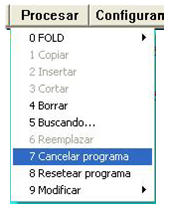 Procesar Configuran
0 FOLD
1 Copiar
2 Insertar
3 Cortar
4 Borrar
5 Buscando...
6 Reemplazar
7 Cancelar programa
8 Resetear programa
9 Modificar